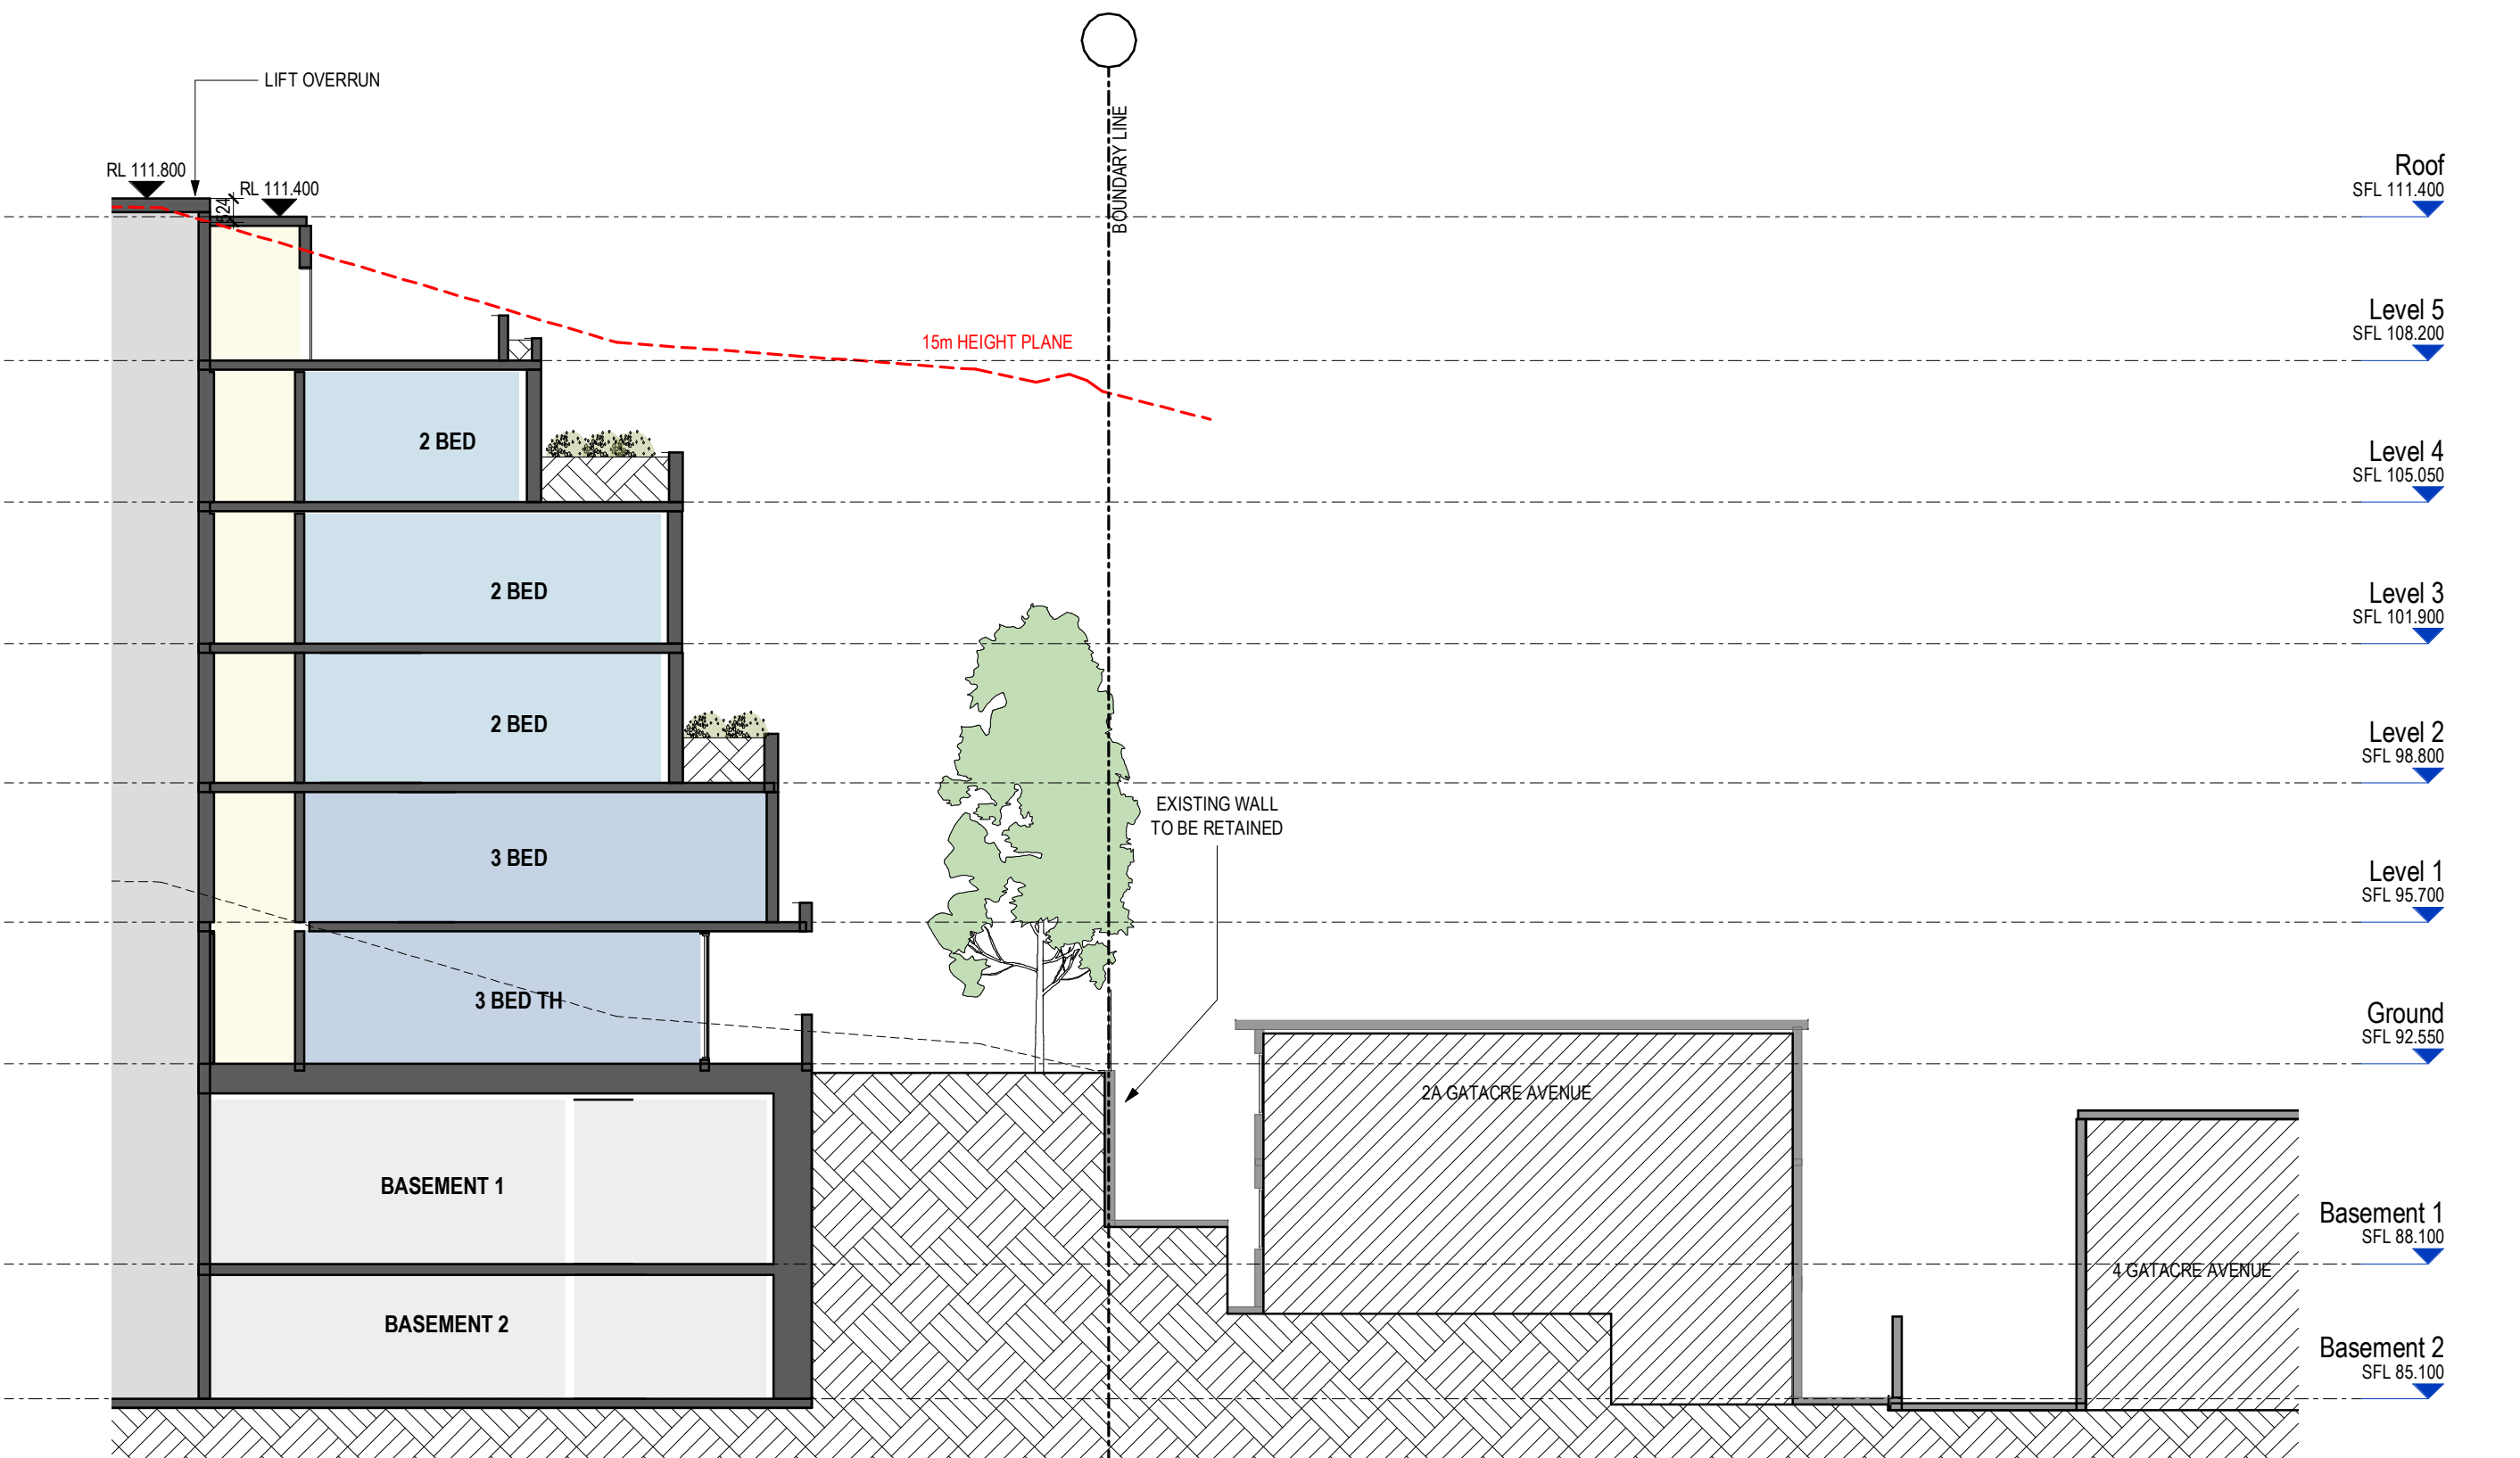 LIFT OVERRUN
BOUNDARY LINE
RL 111.800
RL 111.400
524
Roof
SFL 111.400
Level 5
SFL 108.200
15m HEIGHT PLANE
2 BED
Level 4
SFL 105.050
2 BED
Level 3
SFL 101.900
2 BED
Level 2
SFL 98.800
EXISTING WALL
TO BE RETAINED
3 BED
Level 1
SFL 95.700
3 BED TH
Ground
SFL 92.550
2A GATACRE AVENUE
BASEMENT 1
Basement 1
SFL 88.100
4 GATACRE AVENUE
BASEMENT 2
Basement 2
SFL 85.100